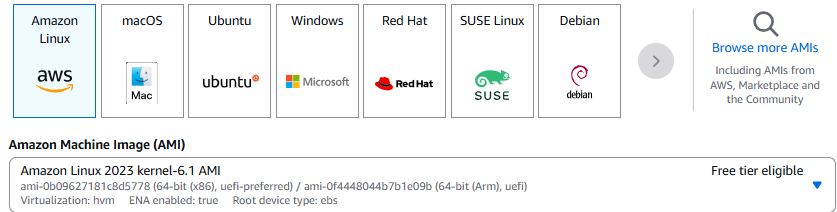 Amazon Linux
macOS
Ubuntu
Windows
Red Hat
SUSE Linux
Debian
aws
Mac
ubuntu
Microsoft
Red Hat
SUSE
debian
Browse more AMIs
Including AMIs from
AWS, Marketplace and
the Community
Amazon Machine Image (AMI)
Amazon Linux 2023 kernel-6.1 AMI
Free tier eligible
ami-0b09627181c8d5778 (64-bit (x86), uefi-preferred) / ami-0f4448044b7b1e09b (64-bit (Arm), uefi)
Virtualization: hvm ENA enabled: true Root device type: ebs